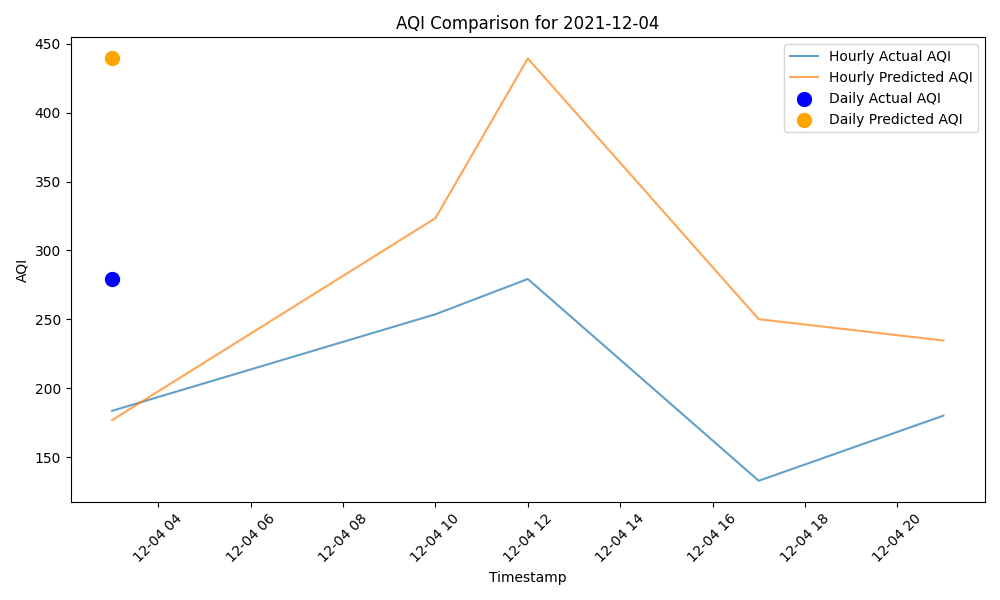 AQI Comparison for 2021-12-04
Hourly Actual AQI
Hourly Predicted AQI
Daily Actual AQI
Daily Predicted AQI
AQI
450
400
350
300
250
200
150
12-04 04
12-04 06
12-04 08
12-04 10
12-04 12
12-04 14
12-04 16
12-04 18
12-04 20
Timestamp